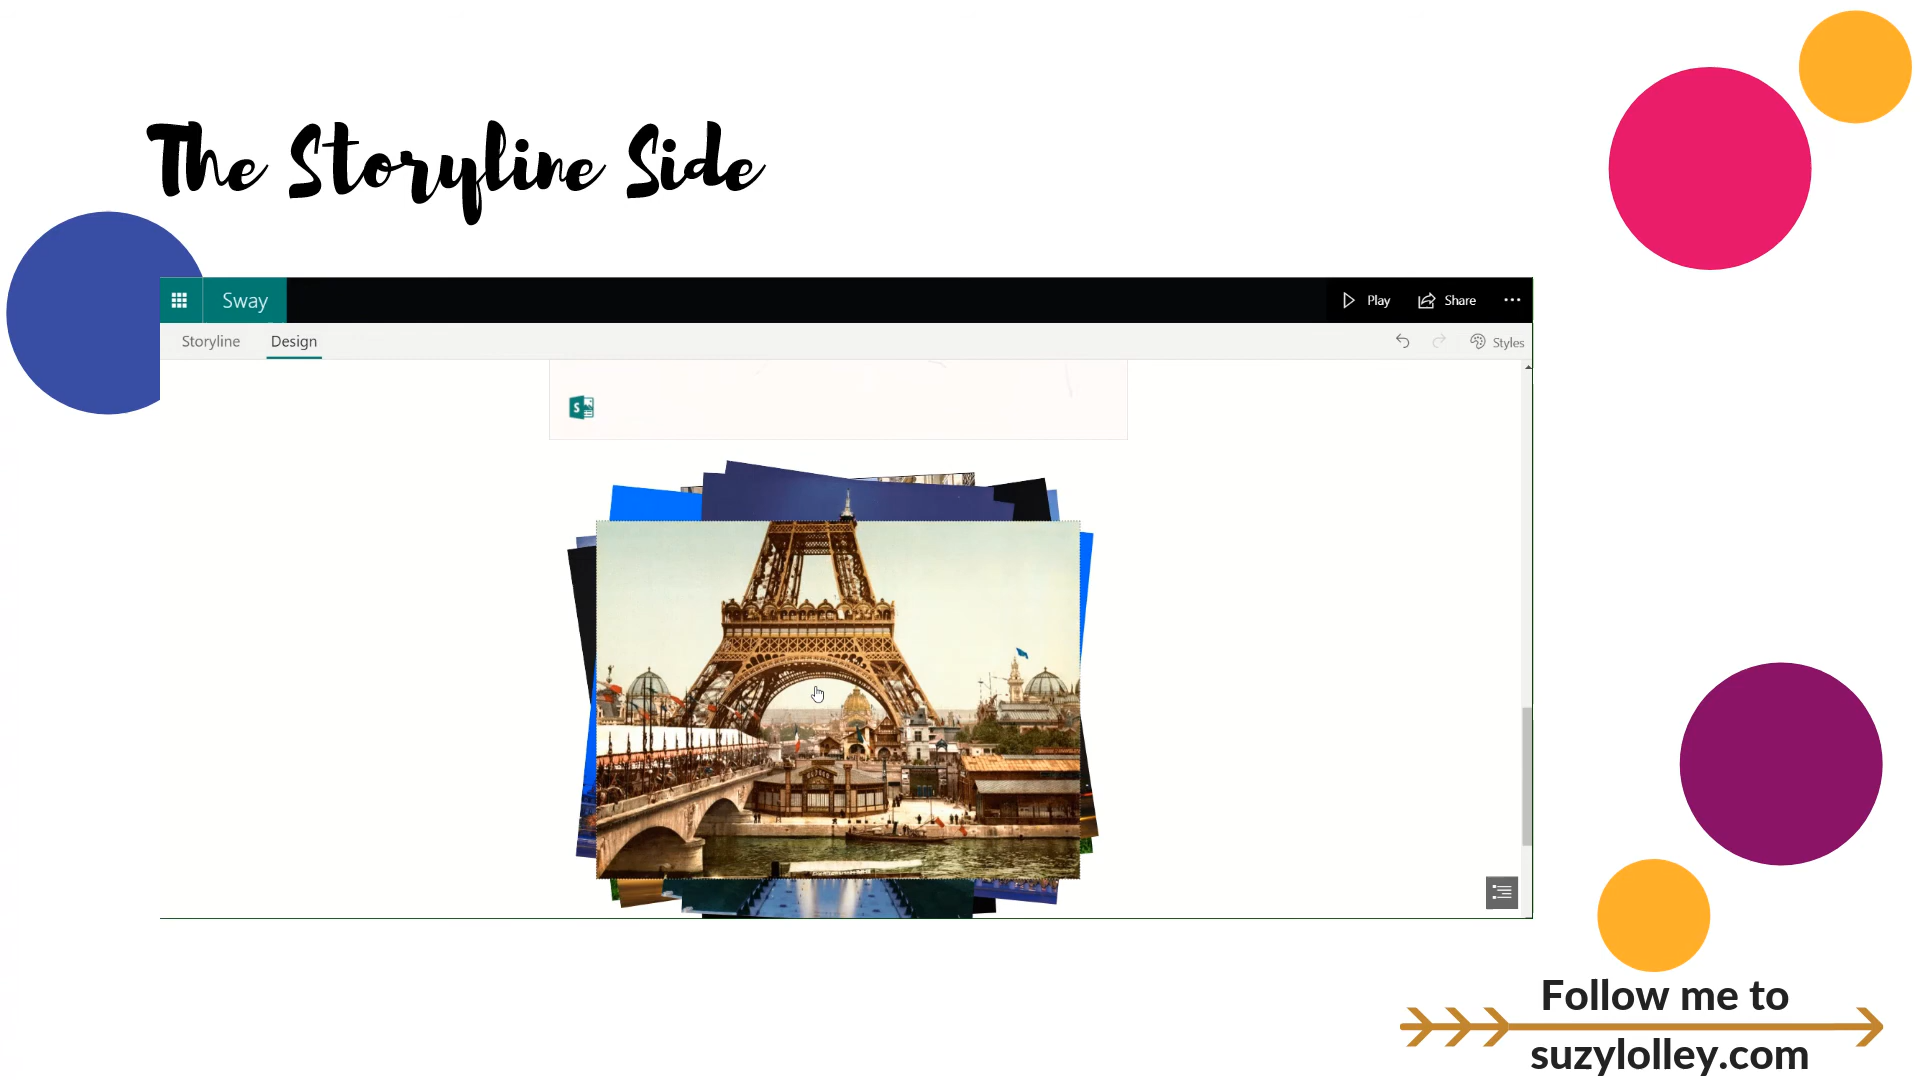 The Storyline Side
Sway
Play
Share
Storyline
Design
Styles
S
Follow me to
suzylolley.com